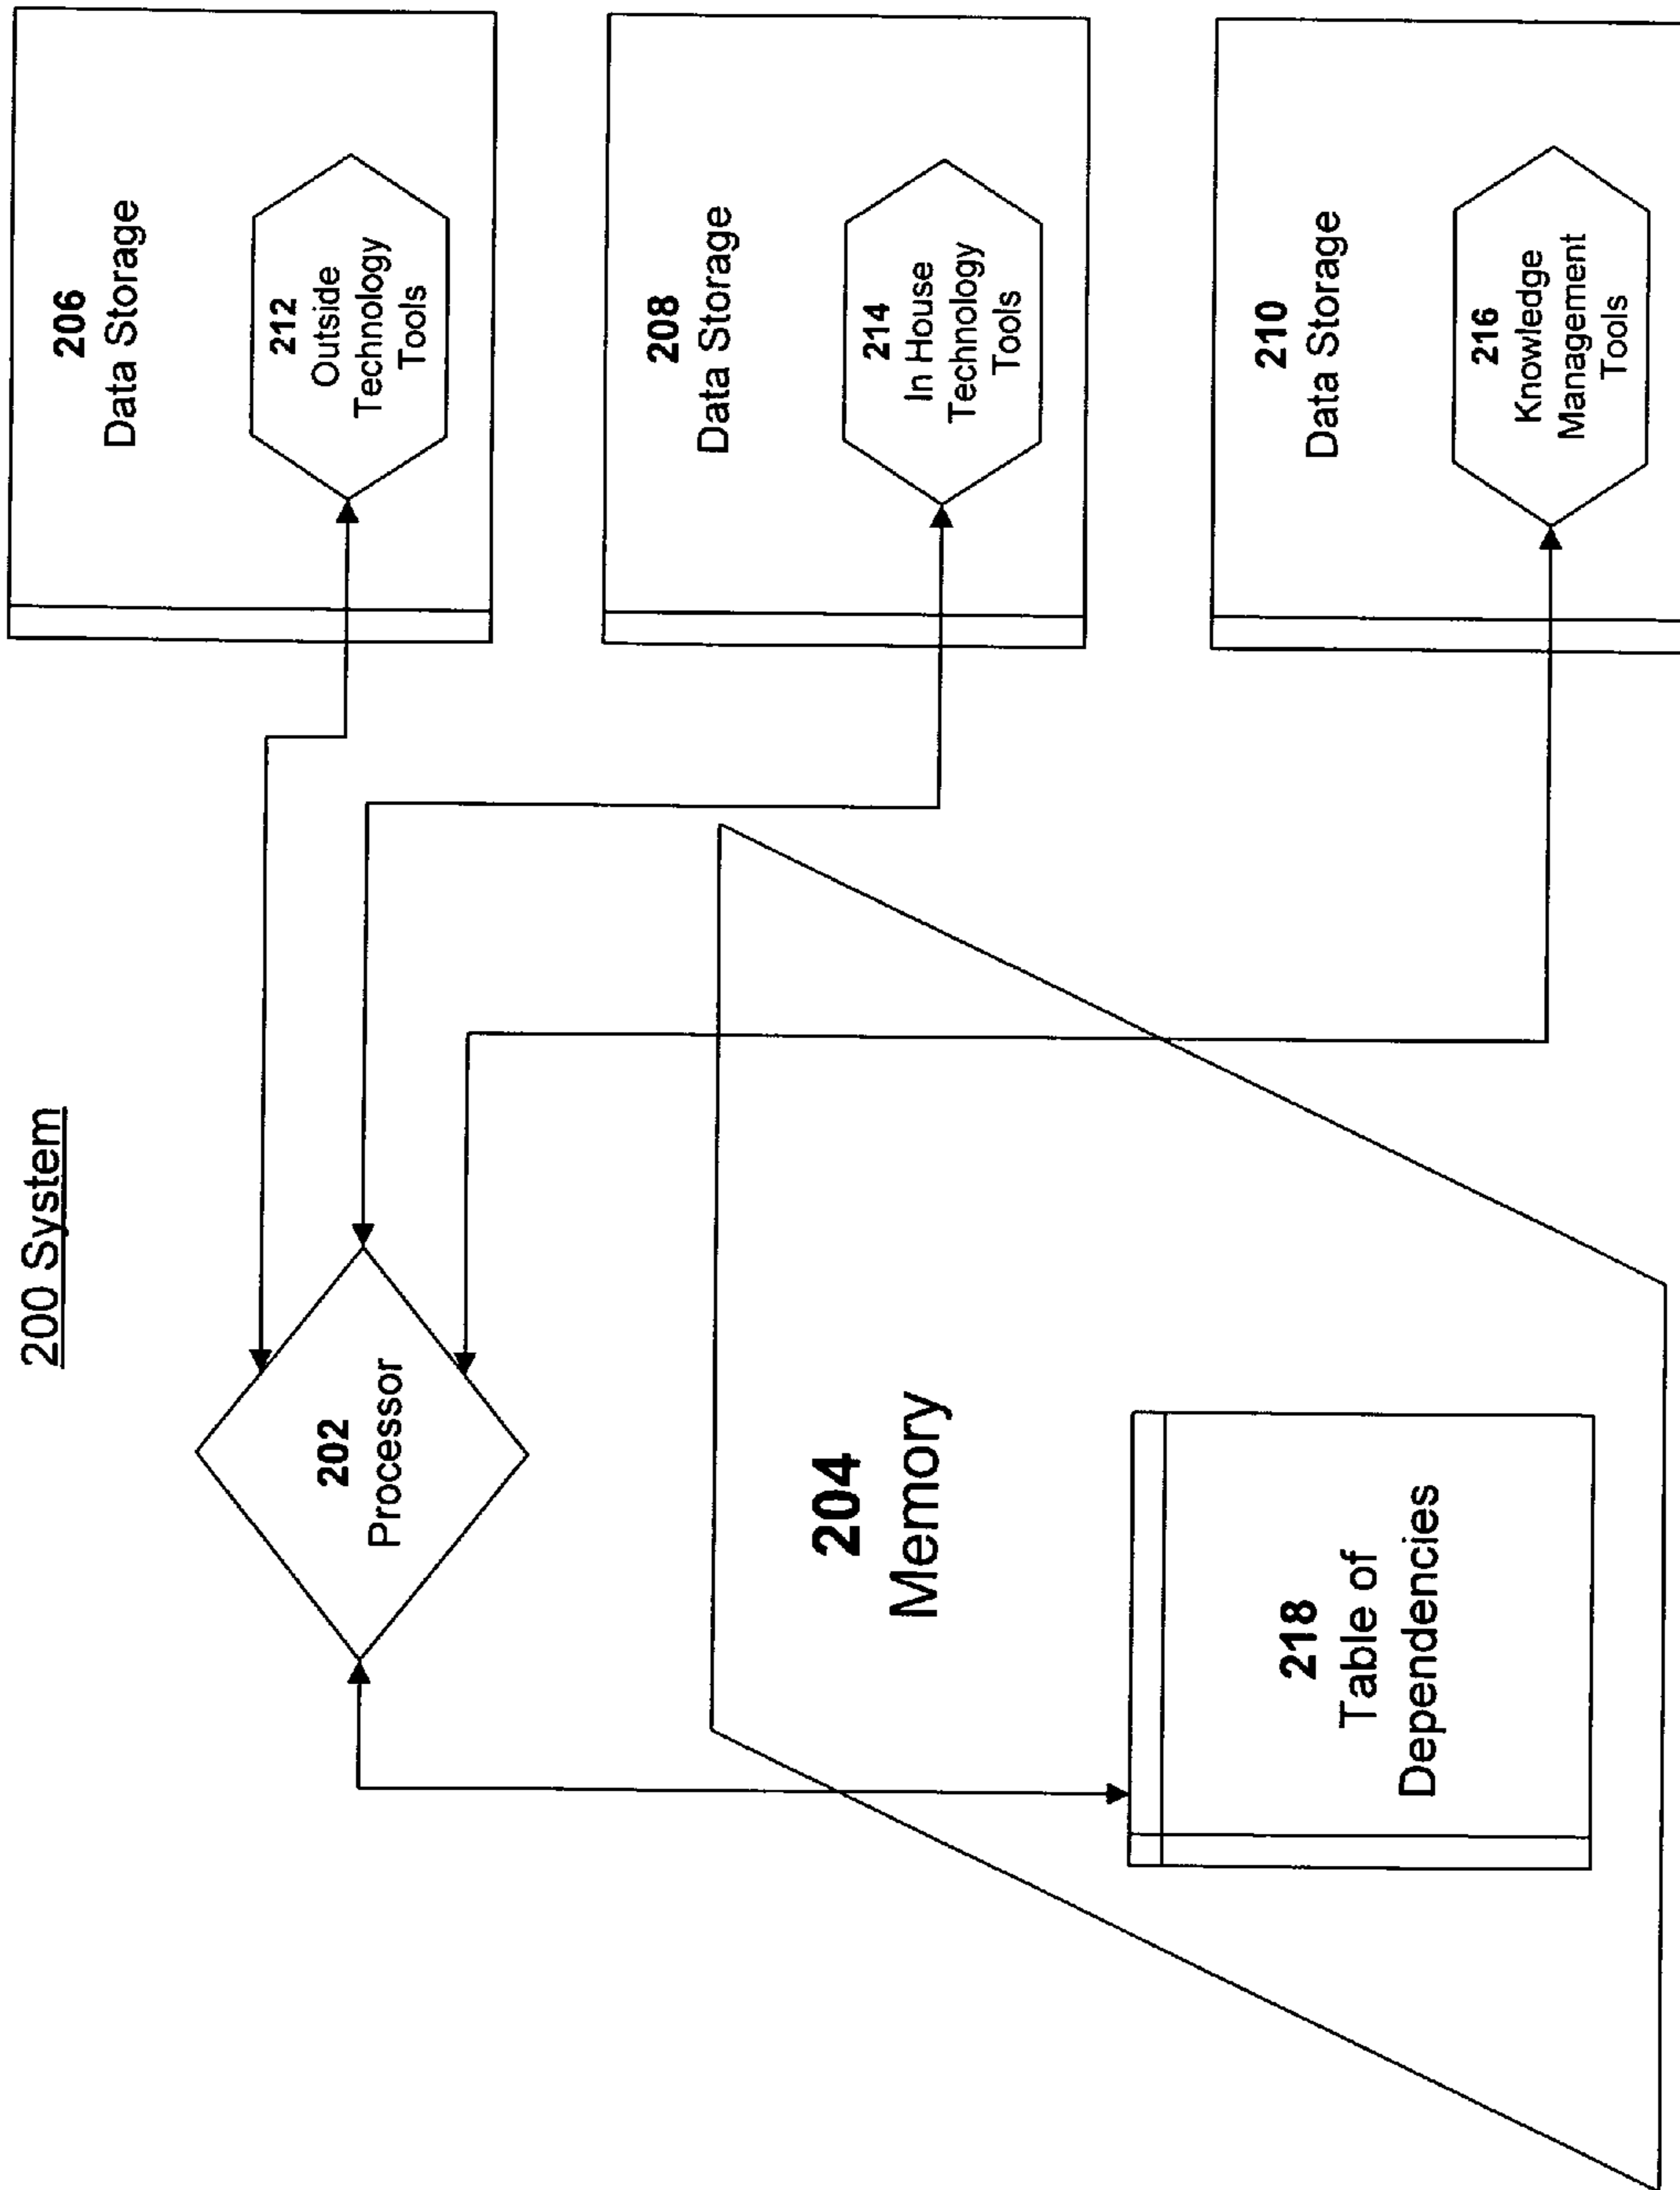 200 System
202
Processor
204
Memory
218
Table of
Dependencies
206
Data Storage
212
Outside
Technology
Tools
208
Data Storage
214
In House
Technology
Tools
210
Data Storage
216
Knowledge
Management
Tools